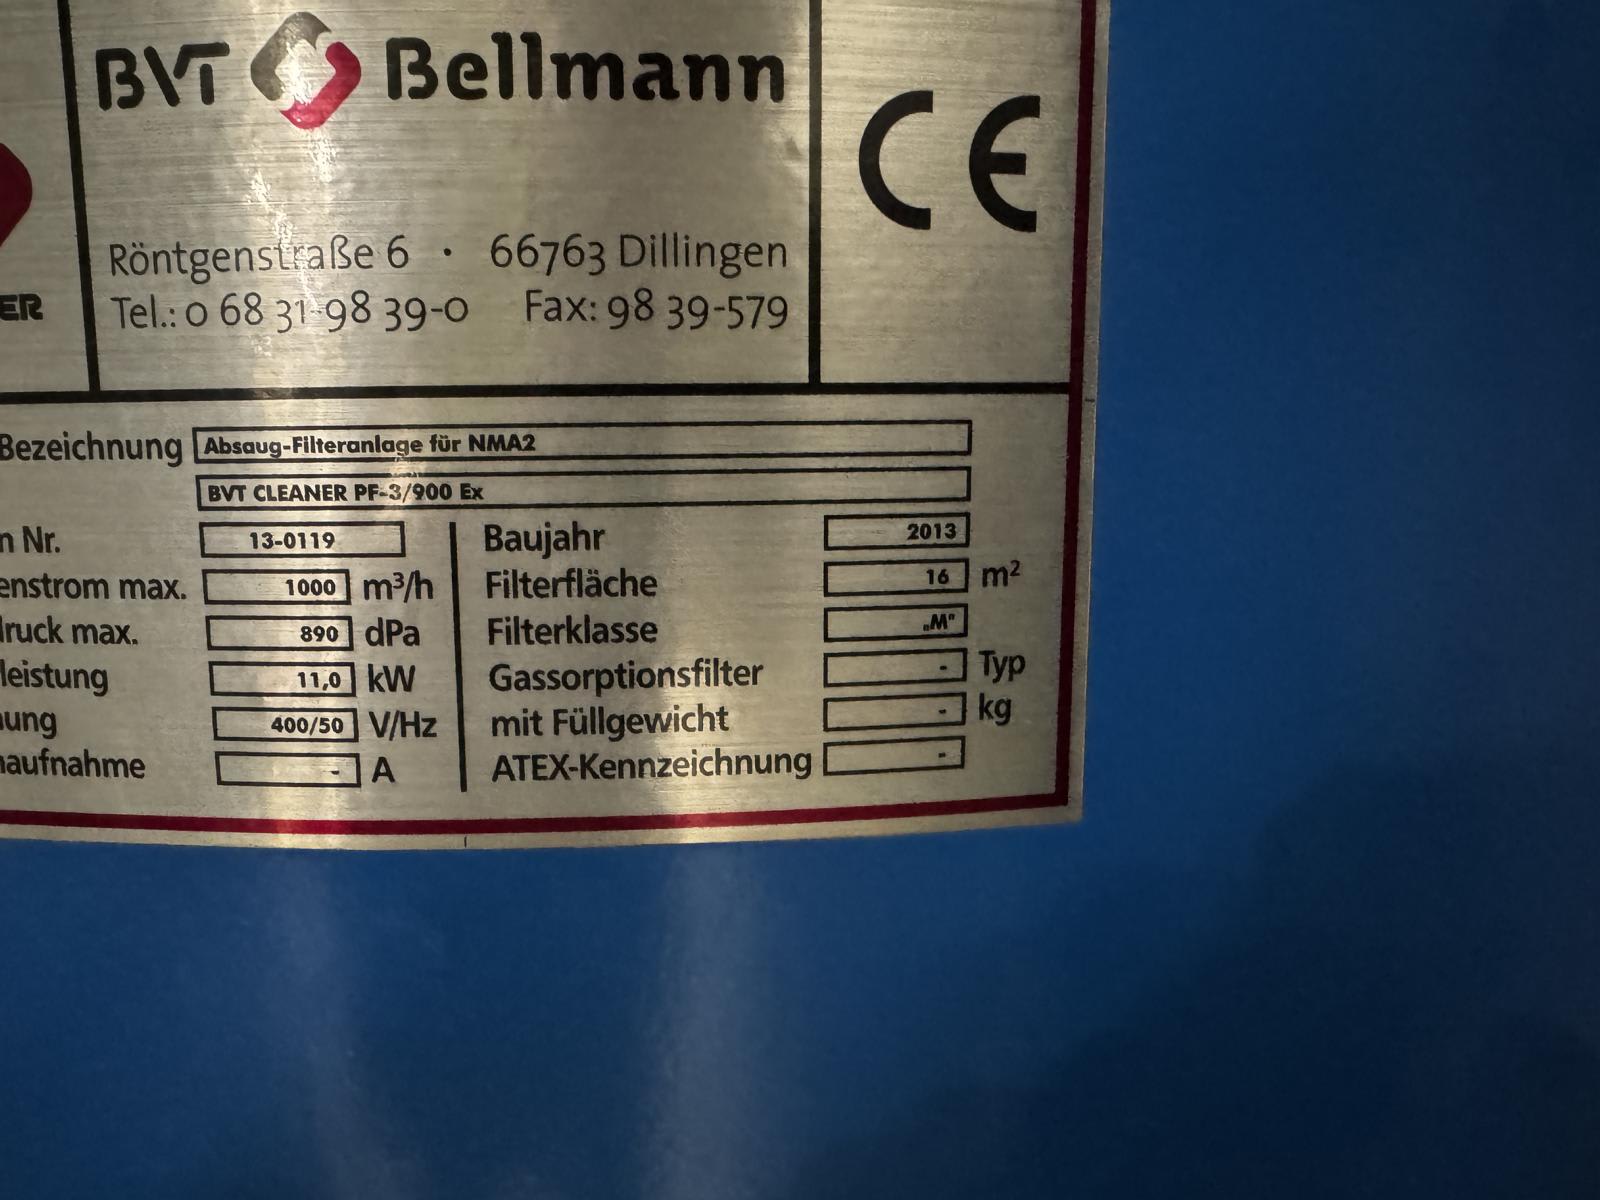 BVT Bellmann
CE
Röntgenstraße 6 · 66763 Dillingen
Tel.: 0 68 31-98 39-0 Fax: 98 39-579
ER
Bezeichnung Absaug-Filteranlage für NMA2
BVT CLEANER PF-3/900 Ex
n Nr. 13-0119
enstrom max. 1000 m³/h
druck max. 890 dPa
leistung 11,0 kW
nung 400/50 V/Hz
naufnahme - A
Baujahr 2013
Filterfläche 16 m²
Filterklasse „M"
Gassorptionsfilter - Typ
mit Füllgewicht - kg
ATEX-Kennzeichnung -